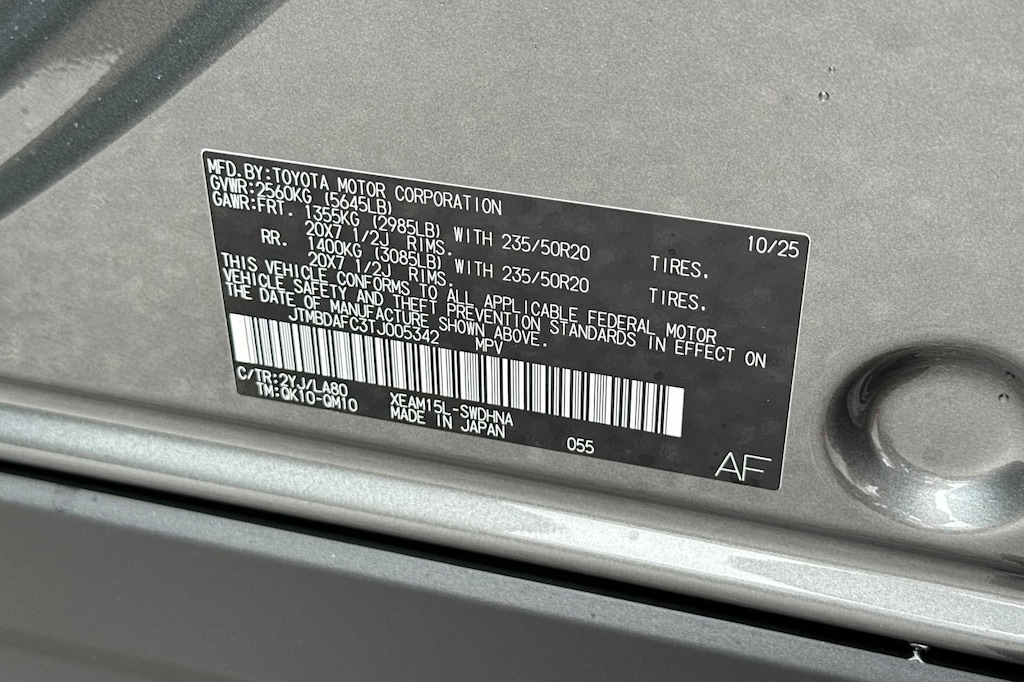 MFD.BY:TOYOTA MOTOR CORPORATION 10/25
GVWR:2560KG (5645LB)
GAWR:FRT. 1355KG (2985LB) WITH 235/50R20 TIRES.
20X7 1/2J RIMS.
RR. 1400KG (3085LB) WITH 235/50R20 TIRES.
20X7 1/2J RIMS.
THIS VEHICLE CONFORMS TO ALL APPLICABLE FEDERAL MOTOR
VEHICLE SAFETY AND THEFT PREVENTION STANDARDS IN EFFECT ON
THE DATE OF MANUFACTURE SHOWN ABOVE.
JTMBDAFC3TJ005342 MPV
C/TR:2YJ/LA80 XEAM15L-SWDHNA
TM:QK10-QM10 MADE IN JAPAN 055
AF